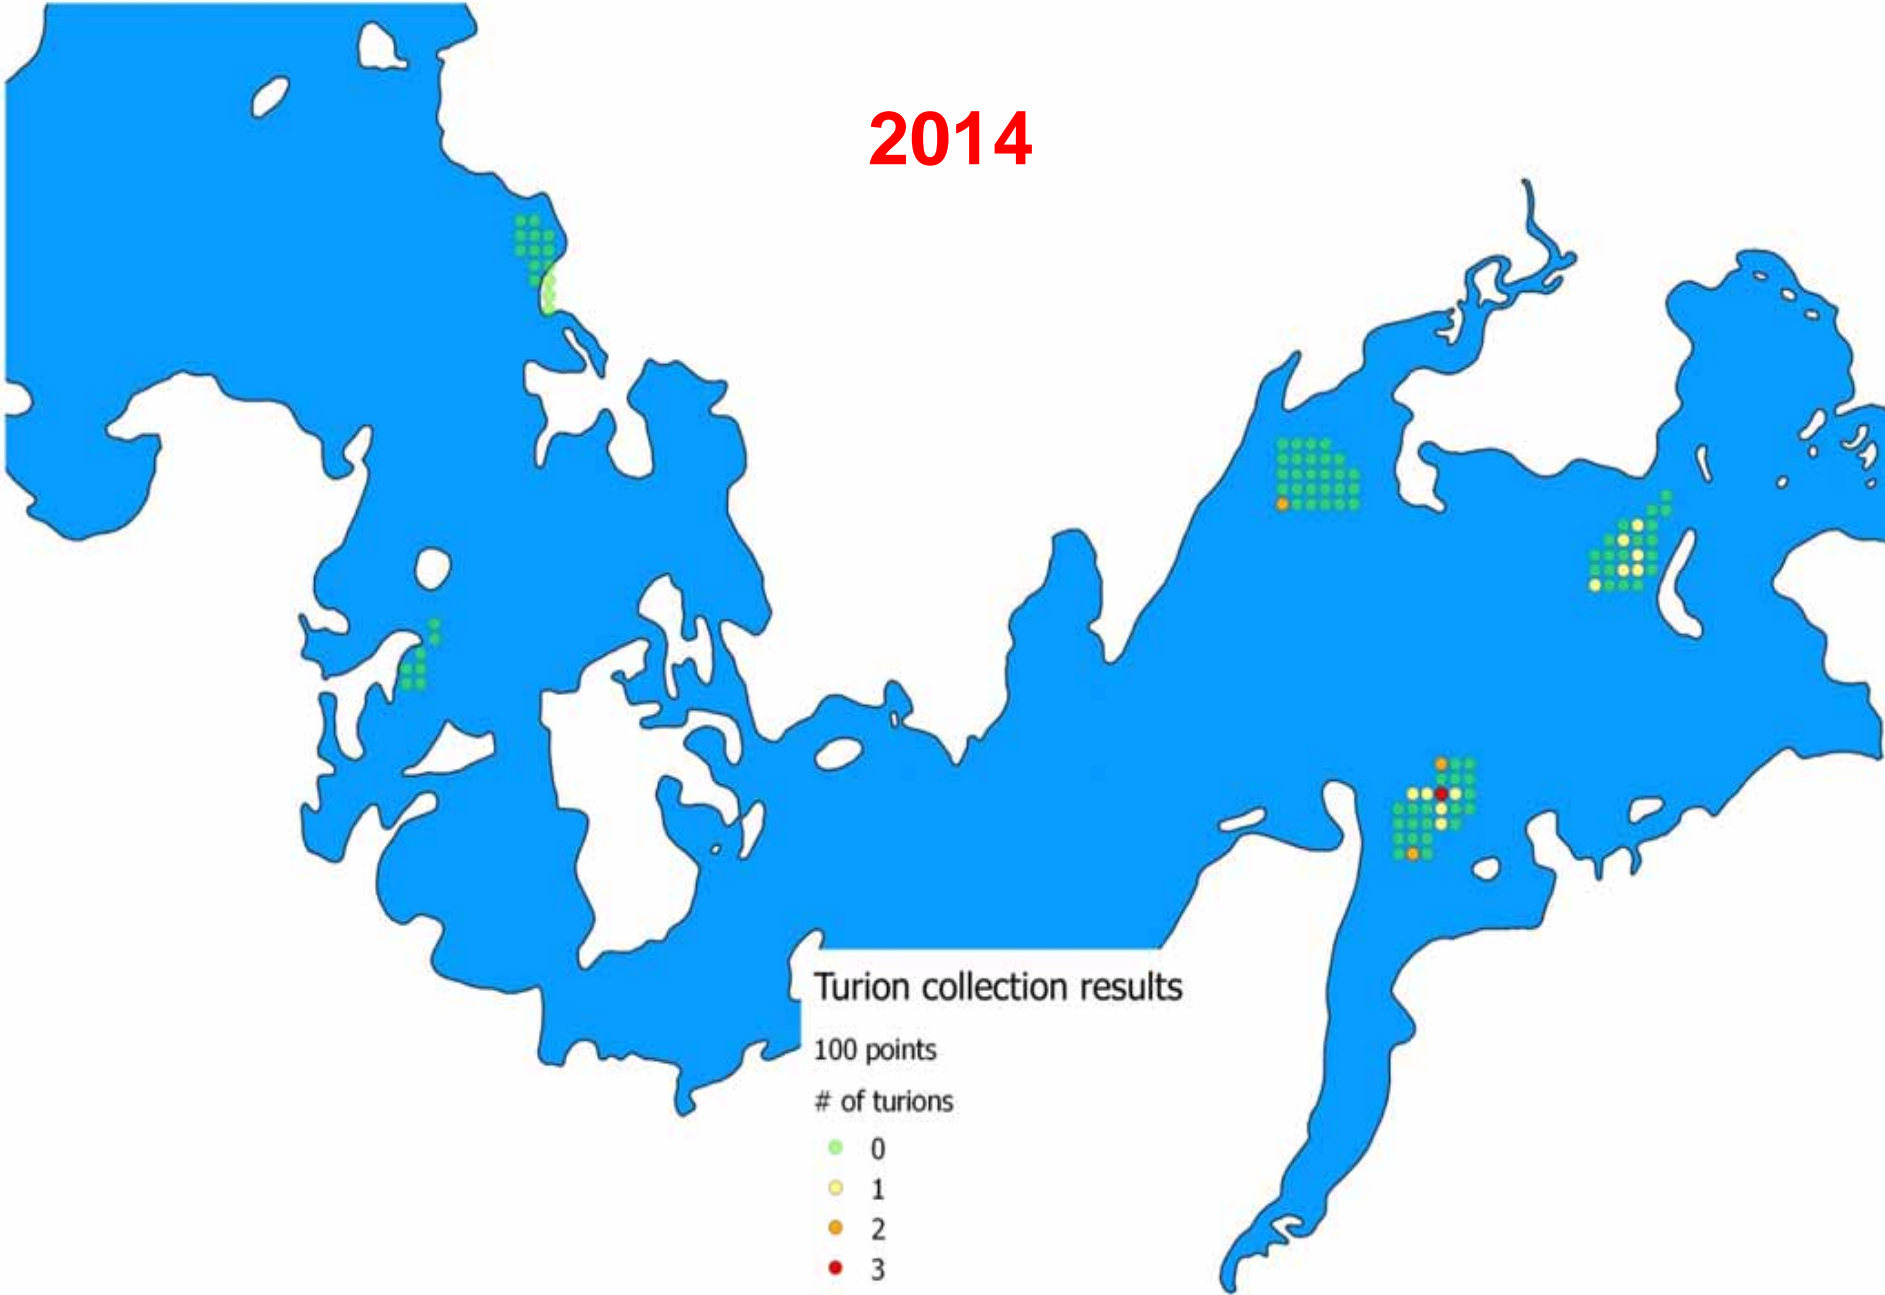 2014
Turion collection results
100 points
# of turions
0
1
2
3